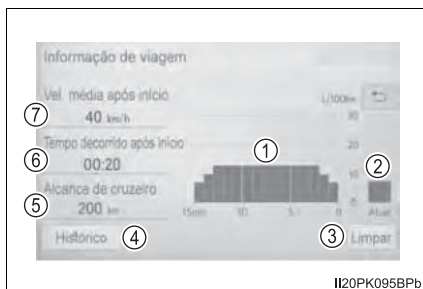 Informação de viagem
Vel. média após início
L/100km
⑦ 40 km/h
30
Tempo decorrido após início
① 20
⑥ 00:20
② 
Alcance de cruzeiro
10
⑤ 200 km
0
15min 10 5 0 Atual
Histórico ④ ③ Limpar
II20PK095BPb